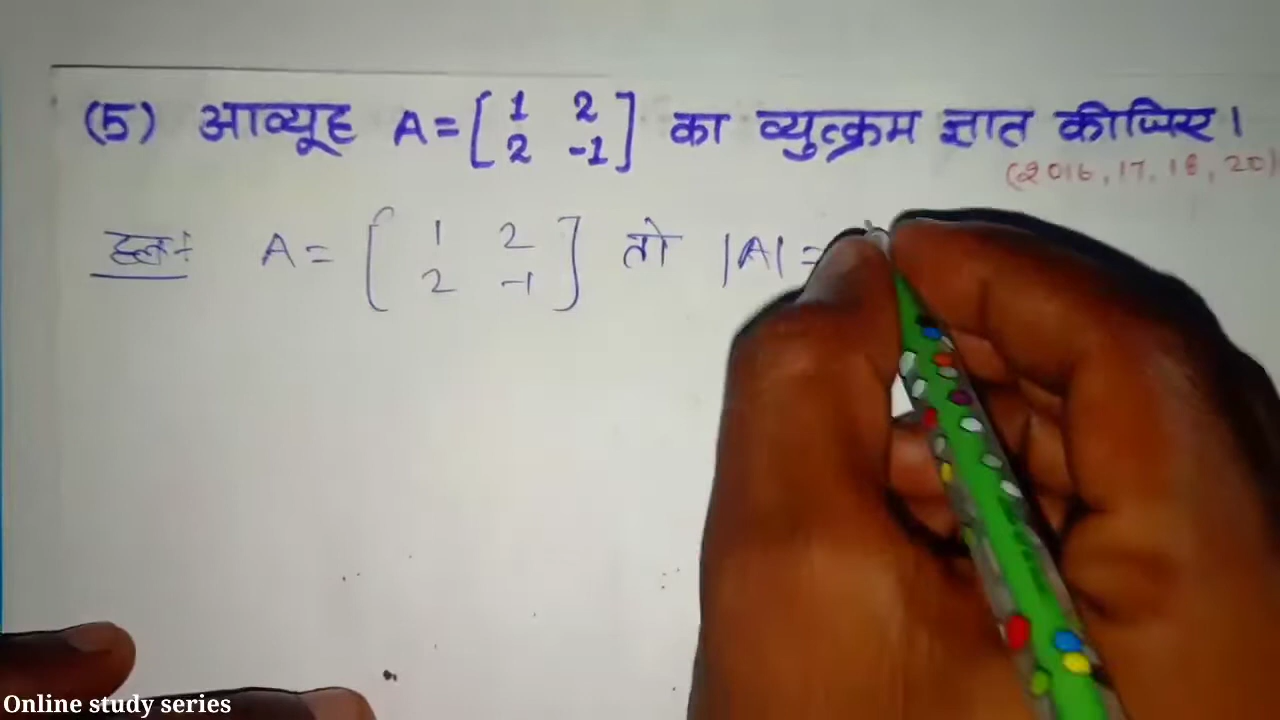 (5) आव्यूह A = [ 1 2 2 -1 ] का व्युत्क्रम ज्ञात कीजिए।
(2016, 17, 18, 20)
हलः A = [ 1 2 2 -1 ] तो |A| =
Online study series